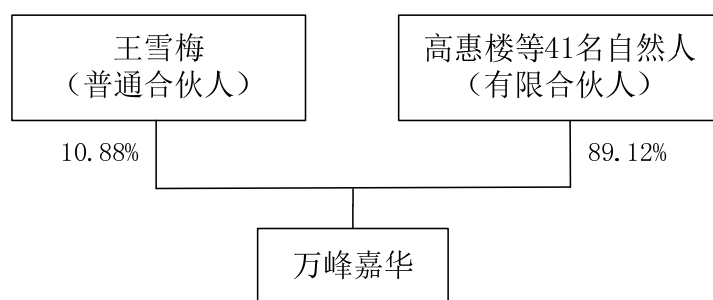 王雪梅
（普通合伙人）
高惠楼等41名自然人
（有限合伙人）
10.88%
89.12%
万峰嘉华